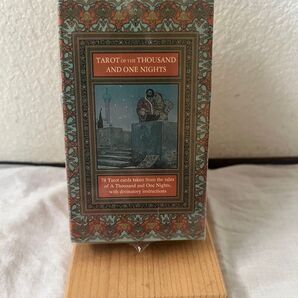 TAROT OF THE THOUSAND
AND ONE NIGHTS
78 Tarot cards taken from the tales
of A Thousand and One Nights,
with divinatory instructions